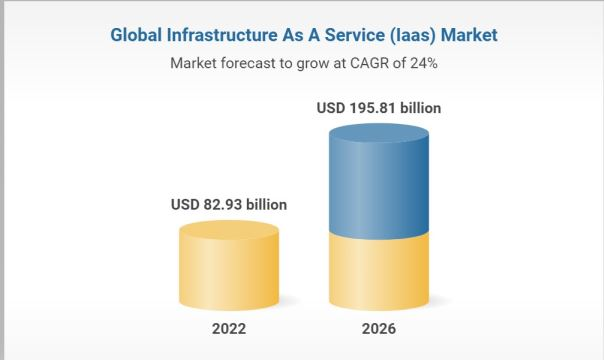 Global Infrastructure As A Service (Iaas) Market
Market forecast to grow at CAGR of 24%
USD 195.81 billion
USD 82.93 billion
2022
2026